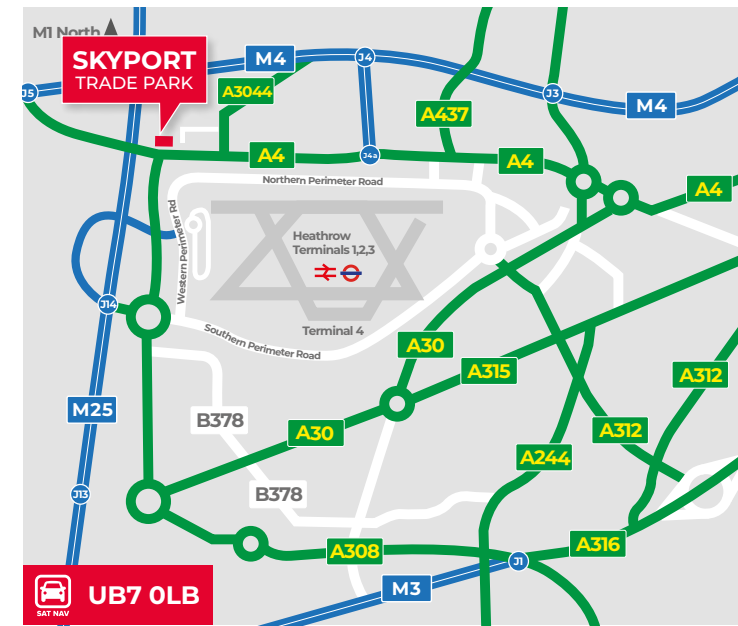 M1 North
SKYPORT
TRADE PARK
M4
J4
J5
A3044
J3
M4
A437
A4
J4a
A4
A4
Northern Perimeter Road
Western Perimeter Rd
Heathrow
Terminals 1,2,3
J14
Terminal 4
Southern Perimeter Road
A30
A315
A312
M25
B378
A30
A312
A244
J13
B378
A308
A316
J1
M3
SAT NAV
UB7 0LB